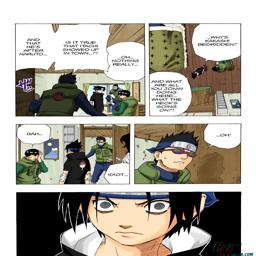 ...WHY'S
KAKASHI
BEDRIDDEN?
AND WHAT
ARE ALL
YOU JONIN
DOING
HERE...
WHAT THE
HECK'S
GOING ON?!
OH...
NOTHING
REALLY...
IS IT TRUE
THAT ITACHI
SHOWED UP
IN TOWN...?!
AND
THAT
HE'S
AFTER
NARUTO...
...OH!
IDIOT...
GAH...